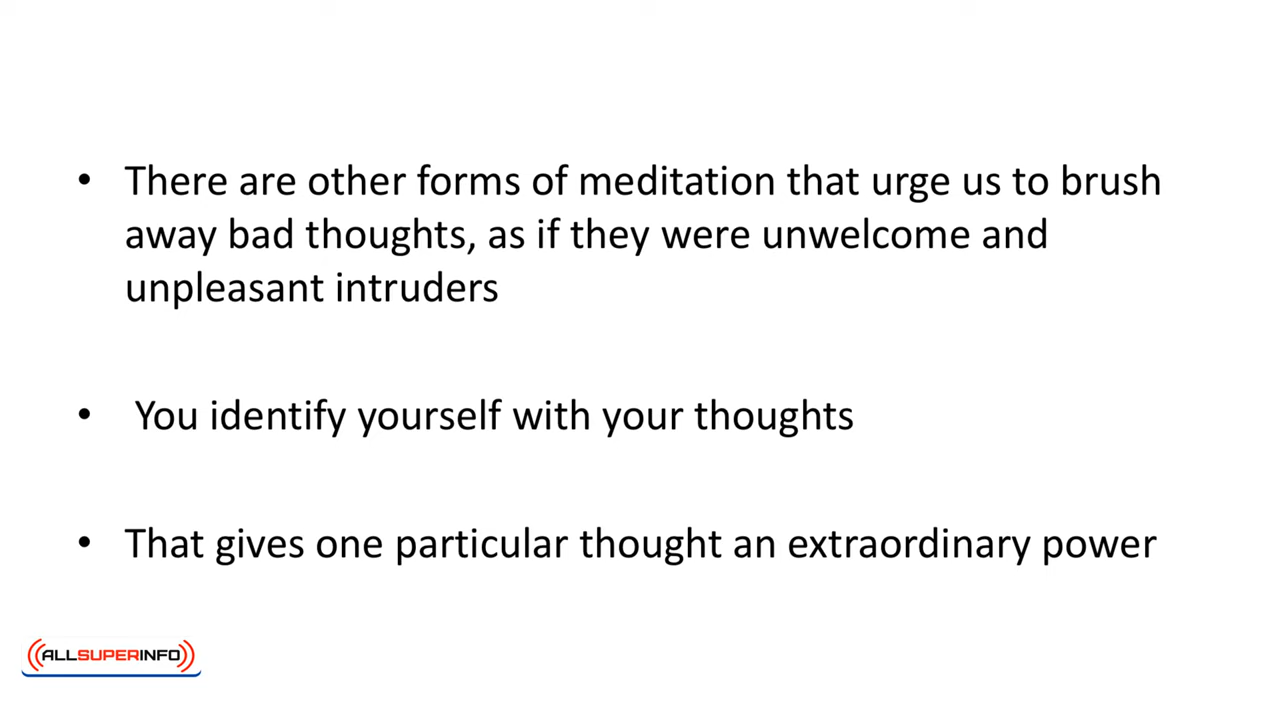 • There are other forms of meditation that urge us to brush
away bad thoughts, as if they were unwelcome and
unpleasant intruders
• You identify yourself with your thoughts
• That gives one particular thought an extraordinary power
ALLSUPERINFO